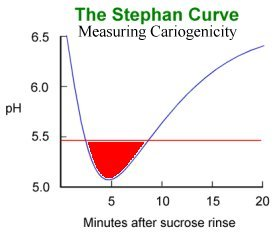 The Stephan Curve
Measuring Cariogenicity
6.5
6.0
pH
5.5
5.0
5 10 15 20
Minutes after sucrose rinse